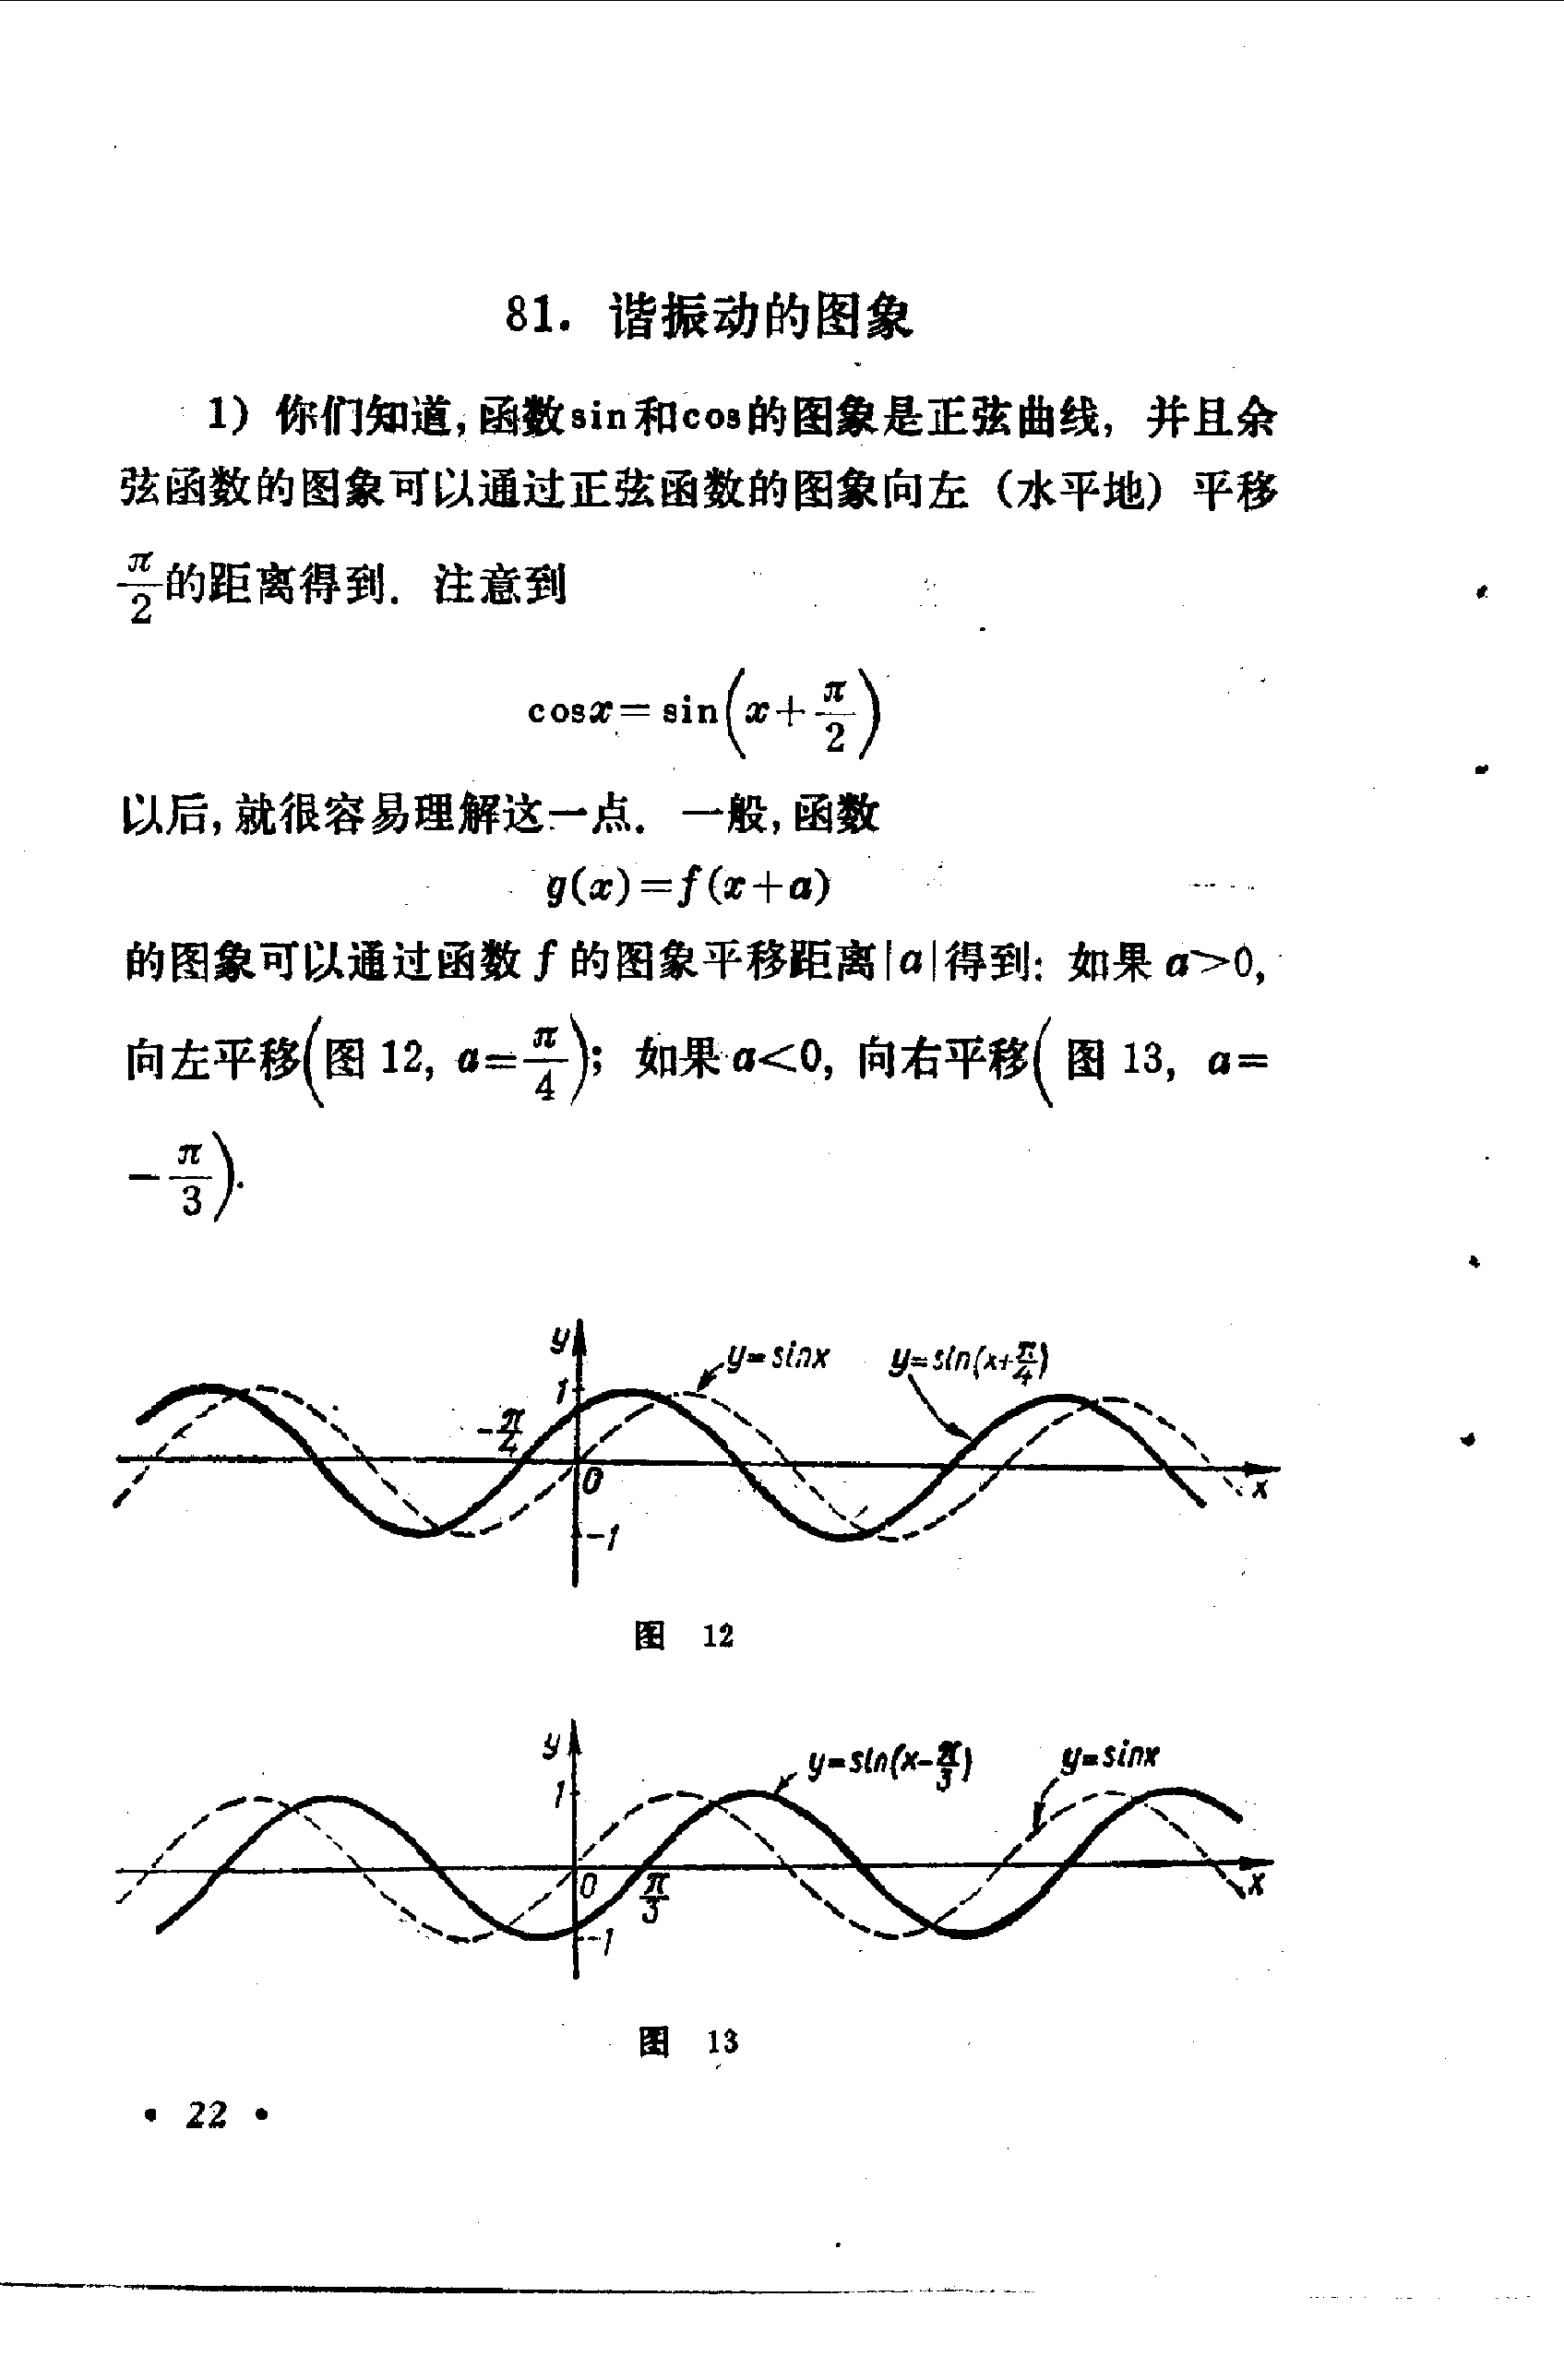 81. 谐振动的图象
1) 你们知道, 函数sin和cos的图象是正弦曲线, 并且余
弦函数的图象可以通过正弦函数的图象向左 (水平地) 平移
π/2的距离得到. 注意到
cosx = sin(x + π/2)
以后, 就很容易理解这一点. 一般, 函数
g(x) = f(x+a)
的图象可以通过函数 f 的图象平移距离|a|得到: 如果 a>0,
向左平移(图 12, a=π/4); 如果 a<0, 向右平移(图 13, a=
-π/3).
y
y=sinx
y=sin(x+π/4)
1
-π/4
0
x
-1
图 12
y
y=sin(x-π/3)
y=sinx
1
0
π/3
x
-1
图 13
• 22 •